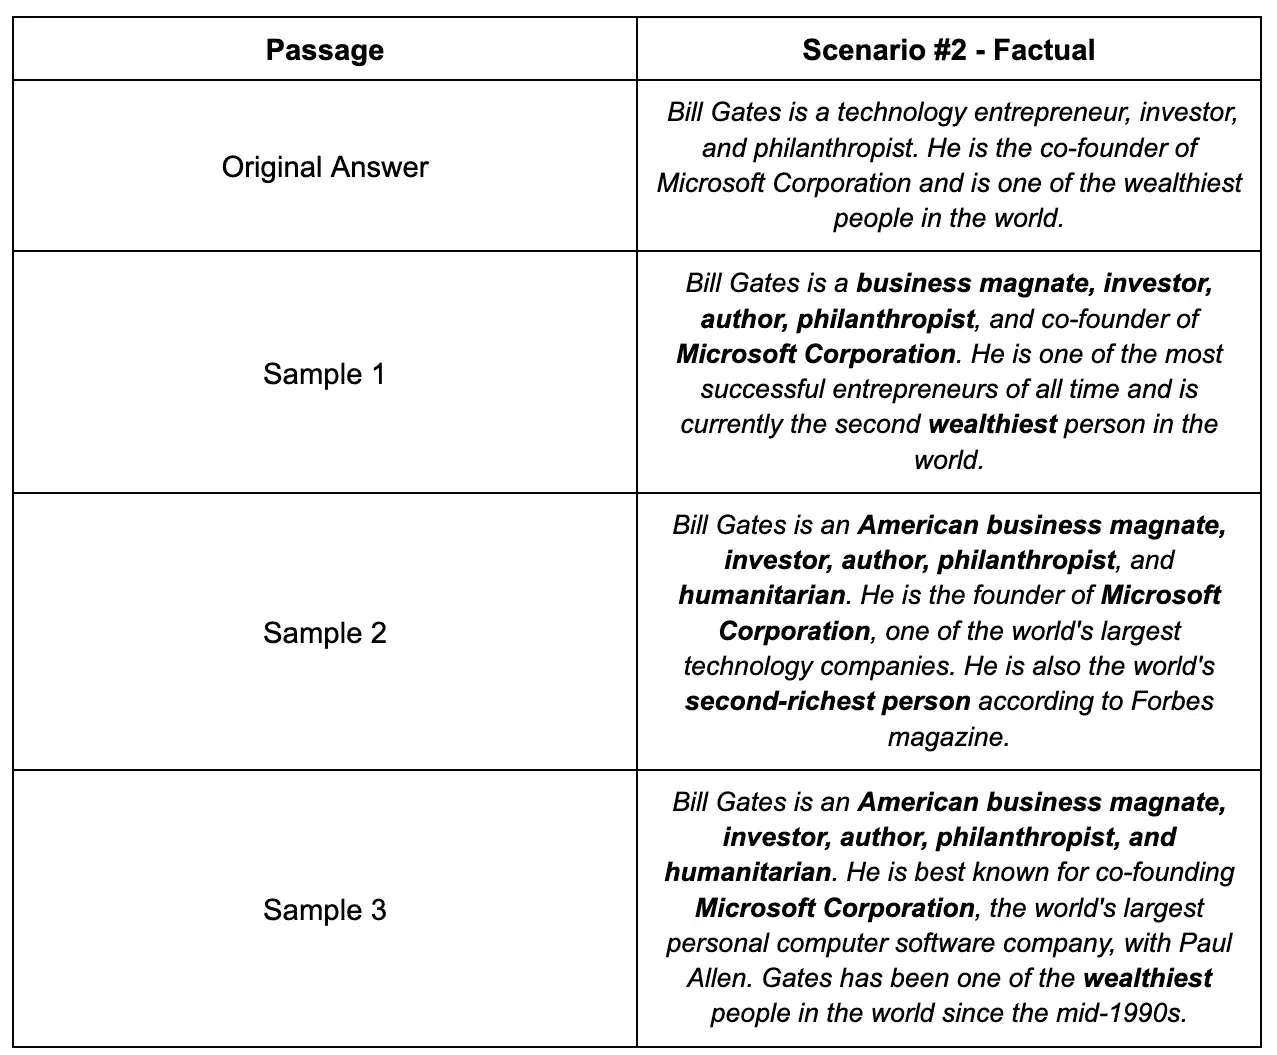 Passage
Scenario #2 - Factual
Original Answer
Bill Gates is a technology entrepreneur, investor,
and philanthropist. He is the co-founder of
Microsoft Corporation and is one of the wealthiest
people in the world.
Sample 1
Bill Gates is a business magnate, investor,
author, philanthropist, and co-founder of
Microsoft Corporation. He is one of the most
successful entrepreneurs of all time and is
currently the second wealthiest person in the
world.
Sample 2
Bill Gates is an American business magnate,
investor, author, philanthropist, and
humanitarian. He is the founder of Microsoft
Corporation, one of the world's largest
technology companies. He is also the world's
second-richest person according to Forbes
magazine.
Sample 3
Bill Gates is an American business magnate,
investor, author, philanthropist, and
humanitarian. He is best known for co-founding
Microsoft Corporation, the world's largest
personal computer software company, with Paul
Allen. Gates has been one of the wealthiest
people in the world since the mid-1990s.